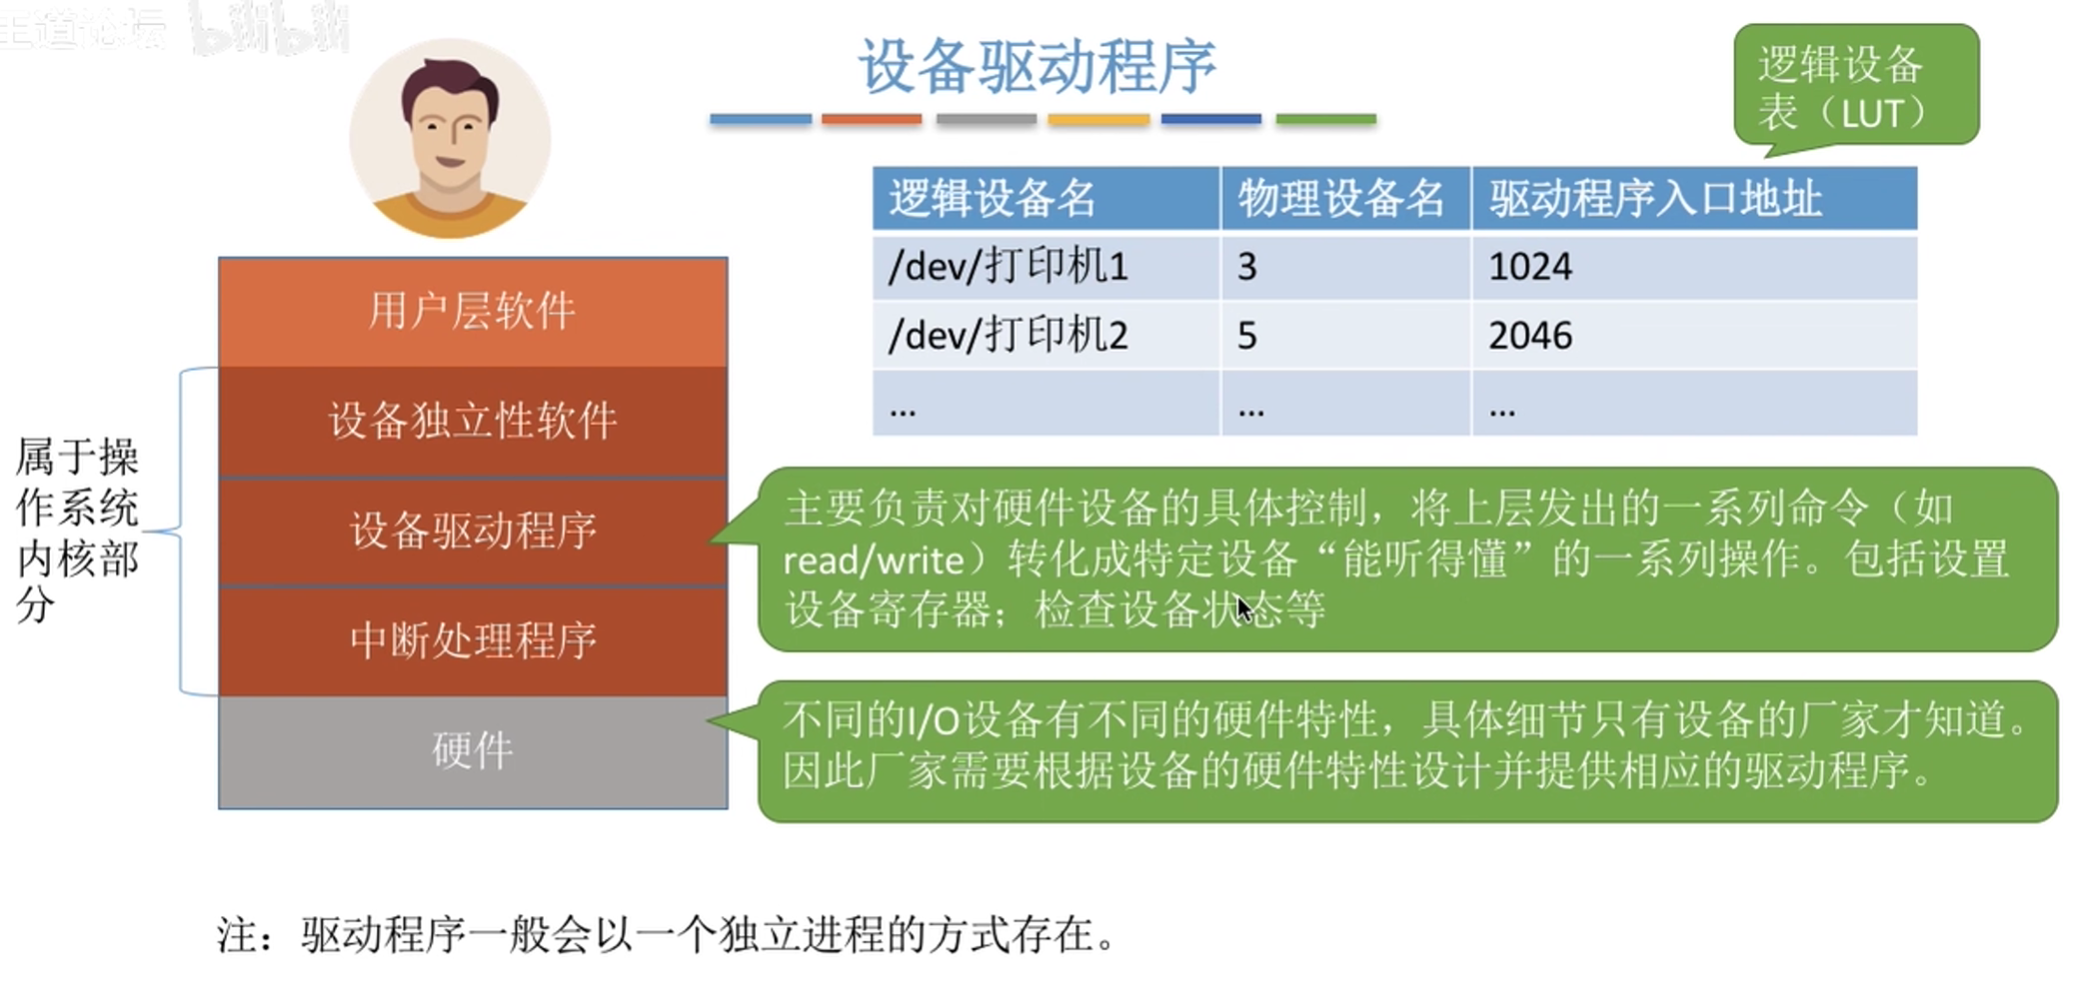 王道论坛 bilibili
设备驱动程序
逻辑设备
表（LUT）
逻辑设备名 物理设备名 驱动程序入口地址
/dev/打印机1 3 1024
/dev/打印机2 5 2046
... ... ...
用户层软件
设备独立性软件
设备驱动程序
中断处理程序
硬件
属于操
作系统
内核部
分
主要负责对硬件设备的具体控制，将上层发出的一系列命令（如
read/write）转化成特定设备“能听得懂”的一系列操作。包括设置
设备寄存器；检查设备状态等
不同的I/O设备有不同的硬件特性，具体细节只有设备的厂家才知道。
因此厂家需要根据设备的硬件特性设计并提供相应的驱动程序。
注：驱动程序一般会以一个独立进程的方式存在。